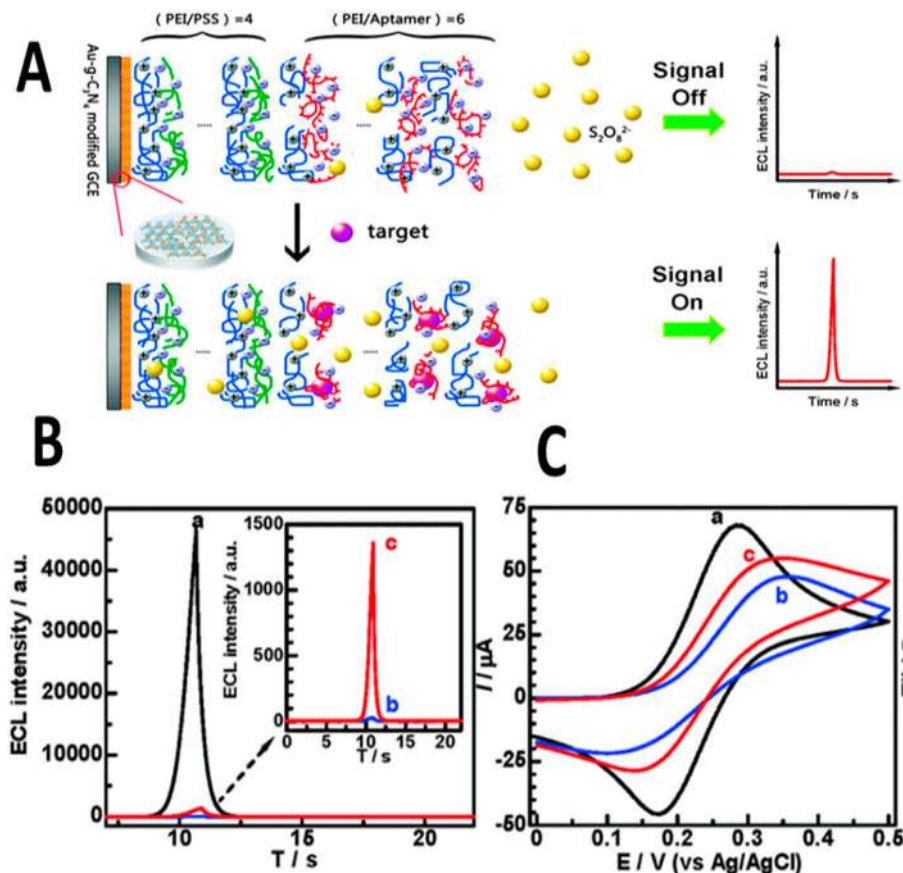 A
( PEI/PSS ) =4
( PEI/Aptamer ) =6
Au-g-C₃N₄ modified GCE
S₂O₈²⁻
target
Signal
Off
ECL intensity / a.u.
Time / s
Signal
On
ECL intensity / a.u.
Time / s
B
ECL intensity / a.u.
50000
40000
30000
20000
10000
0
10
15
20
T / s
a
ECL intensity / a.u.
1500
1000
500
0
0
5
10
15
20
T / s
c
b
C
I / µA
75
50
25
0
-25
-50
0
0.1
0.2
0.3
0.4
0.5
E / V (vs Ag/AgCl)
a
c
b